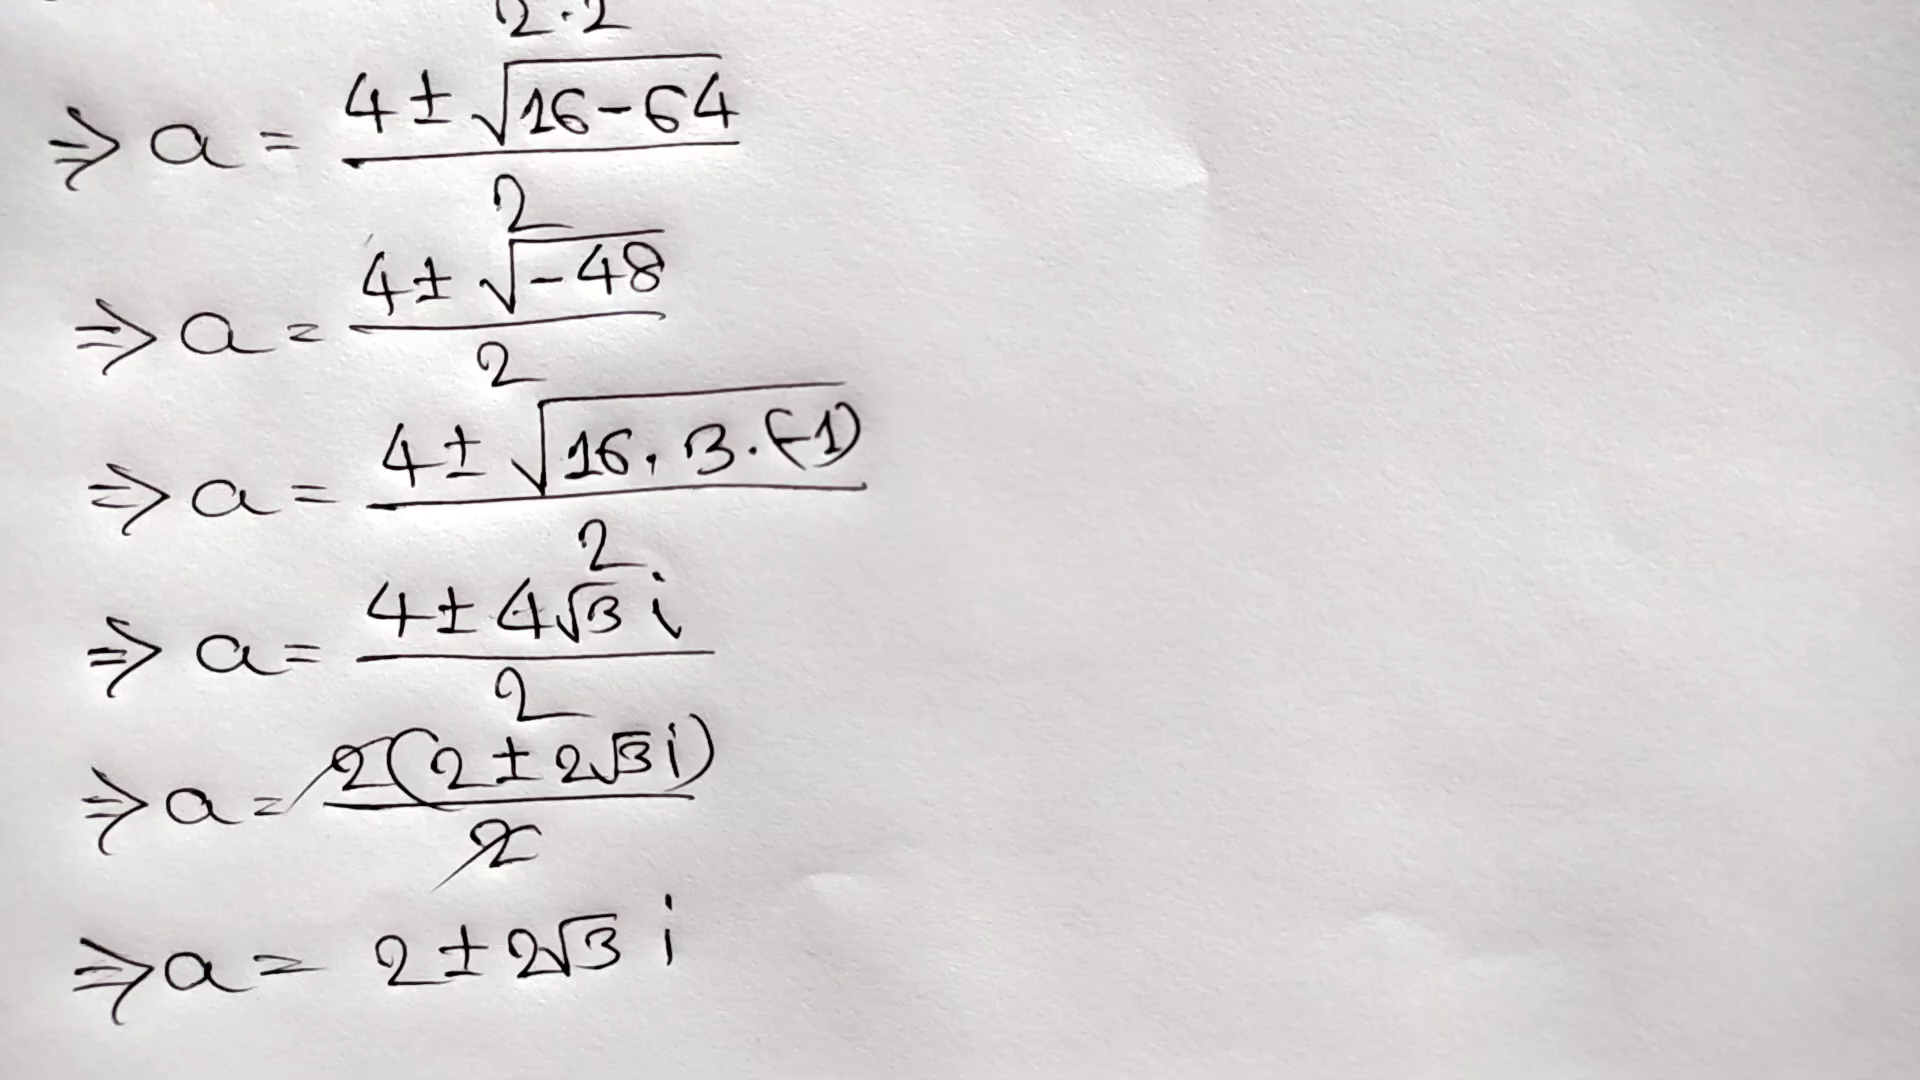 2·2
⇒ a = (4 ± √(16-64))/2
⇒ a = (4 ± √(-48))/2
⇒ a = (4 ± √(16·3·(-1)))/2
⇒ a = (4 ± 4√3 i)/2
⇒ a = 2(2 ± 2√3 i)/2
⇒ a = 2 ± 2√3 i